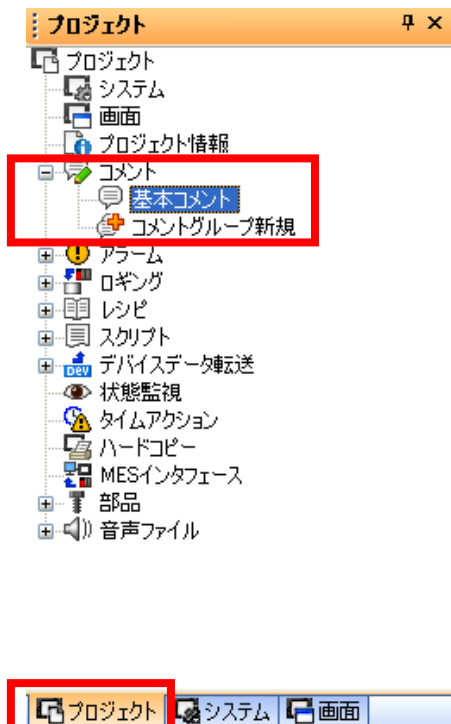 プロジェクト
プロジェクト
システム
画面
プロジェクト情報
コメント
基本コメント
コメントグループ新規
アラーム
ロギング
レシピ
スクリプト
Dev デバイスデータ転送
状態監視
タイムアクション
ハードコピー
MESインタフェース
部品
音声ファイル
プロジェクト システム 画面